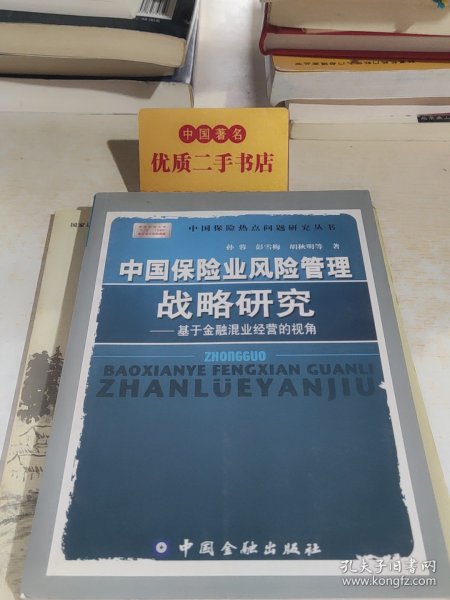 中国著名
优质二手书店
中国保险热点问题研究丛书
孙蓉 彭雪梅 胡秋明等 著
中国保险业风险管理
战略研究
——基于金融混业经营的视角
ZHONGGUO
BAOXIANYE FENGXIAN GUANLI
ZHANLÜEYANJIU
中国金融出版社
孔夫子旧书网
www.kongfz.com